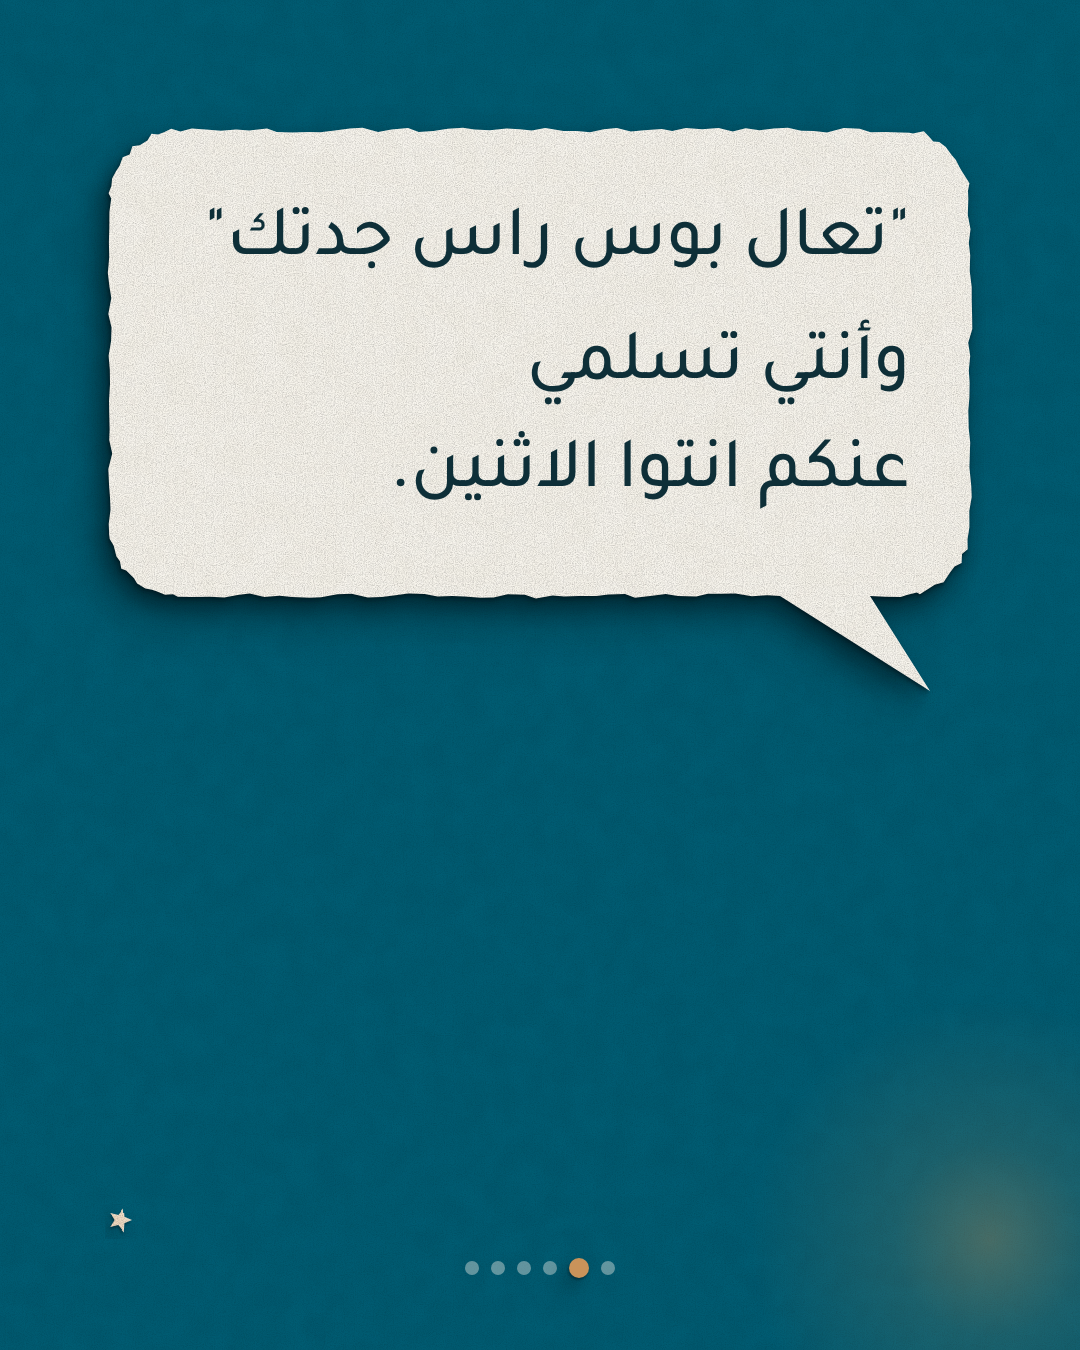 "تعال بوس راس جدتك"
وأنتي تسلمي
عنكم انتوا الاثنين.